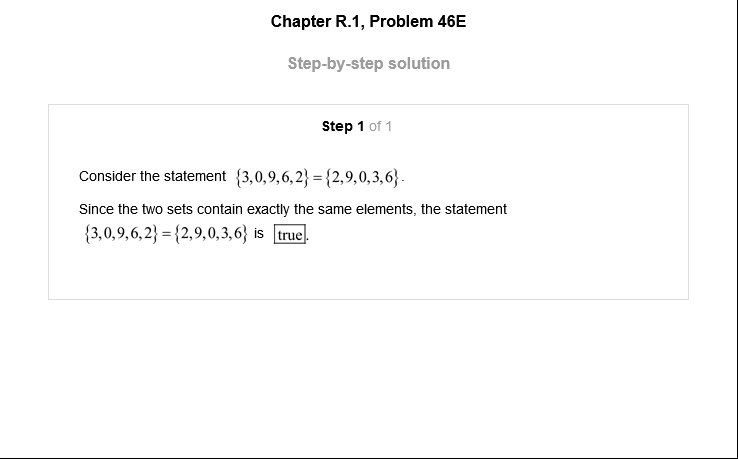 Chapter R.1, Problem 46E
Step-by-step solution
Step 1 of 1
Consider the statement {3,0,9,6,2} = {2,9,0,3,6}.
Since the two sets contain exactly the same elements, the statement
{3,0,9,6,2} = {2,9,0,3,6} is true.